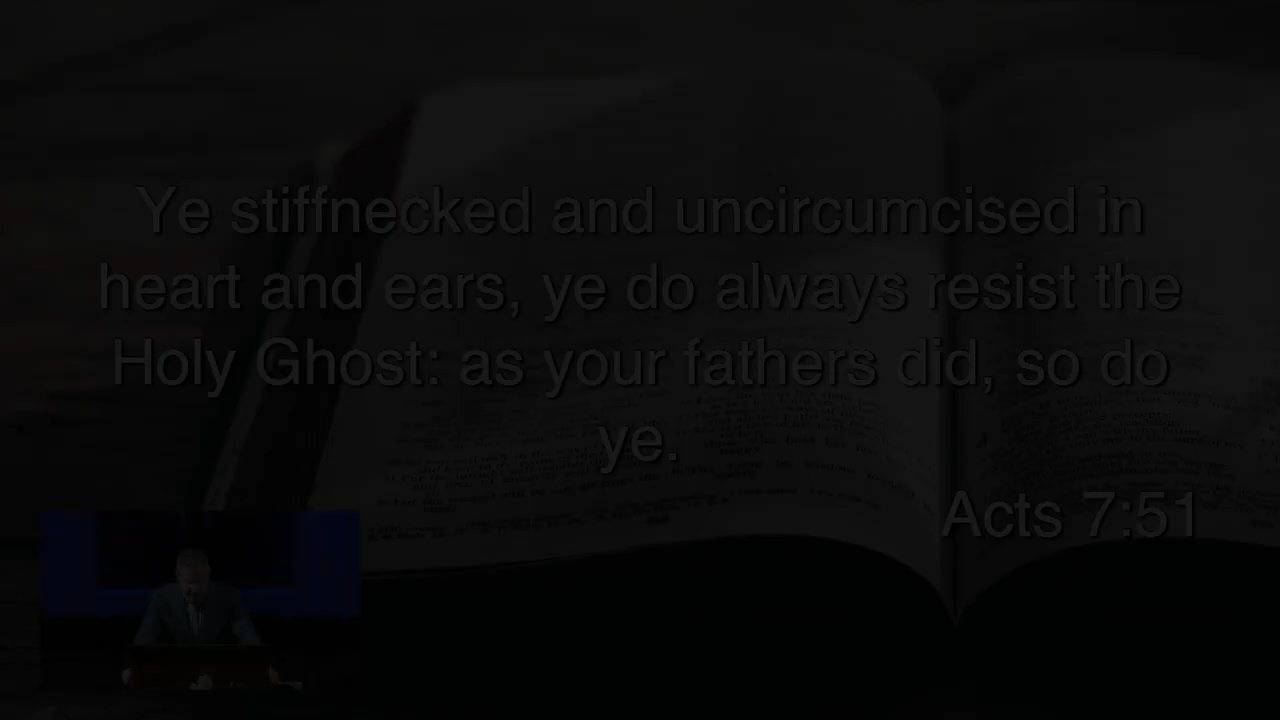 Ye stiffnecked and uncircumcised in
heart and ears, ye do always resist the
Holy Ghost: as your fathers did, so do
ye.
Acts 7:51